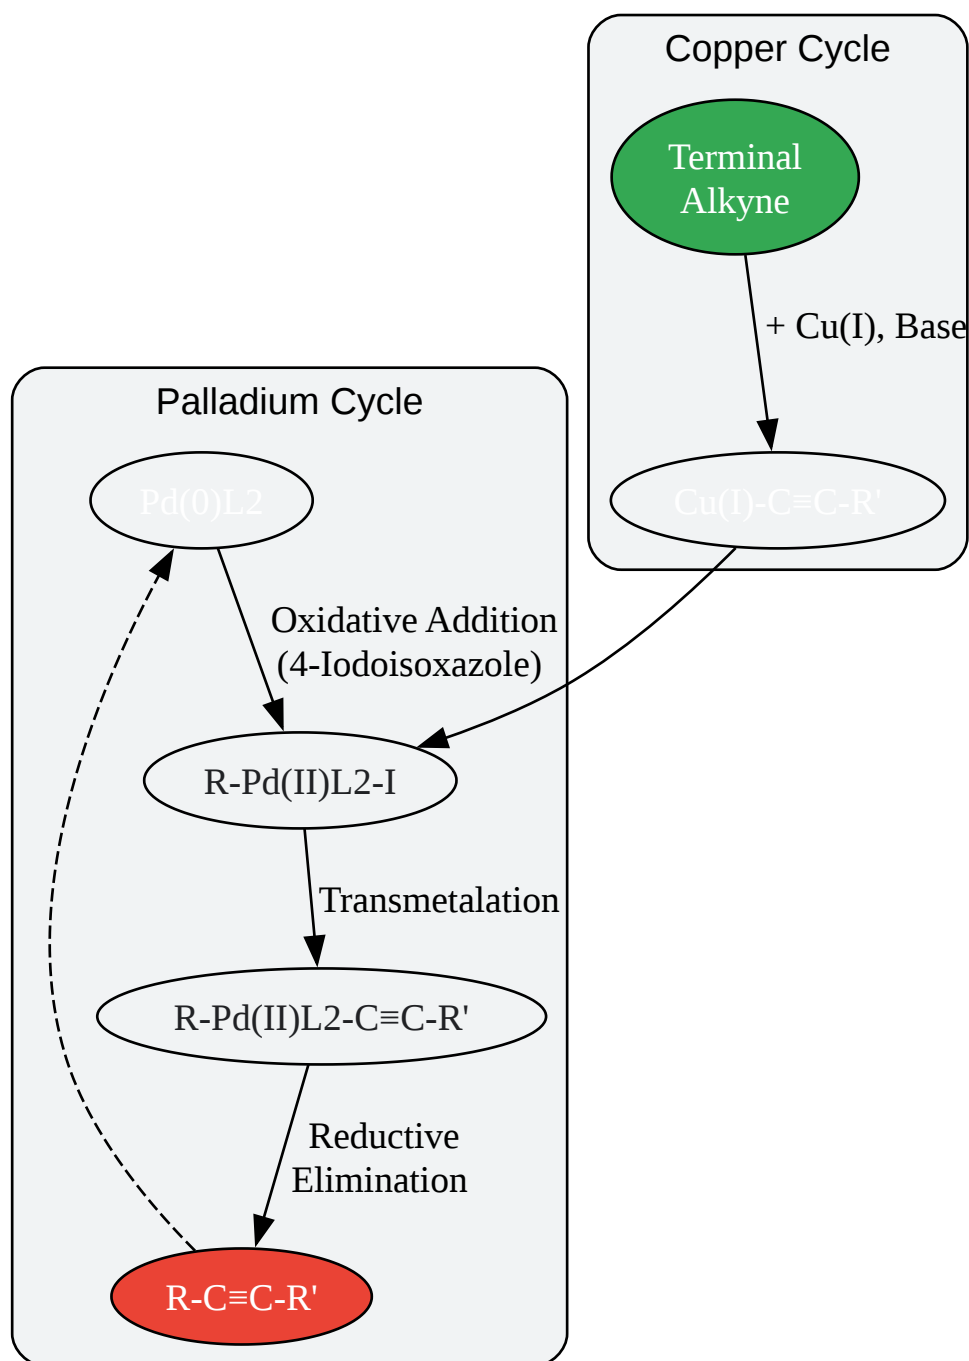 Copper Cycle
Terminal
Alkyne
+ Cu(I), Base
Palladium Cycle
Pd(0)L2
Cu(I)-C≡C-R'
Oxidative Addition
(4-Iodoisoxazole)
R-Pd(II)L2-I
Transmetalation
R-Pd(II)L2-C≡C-R'
Reductive
Elimination
R-C≡C-R'